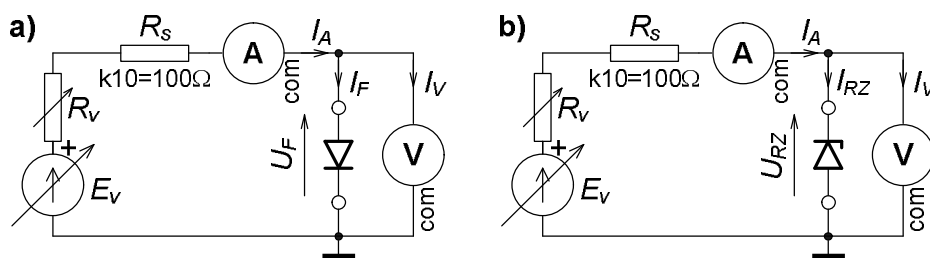 a)
R_s
A
I_A
k10=100Ω
com
I_F
I_V
R_v
+
U_F
V
E_v
com
b)
R_s
A
I_A
k10=100Ω
com
I_RZ
I_V
R_v
+
U_RZ
V
E_v
com